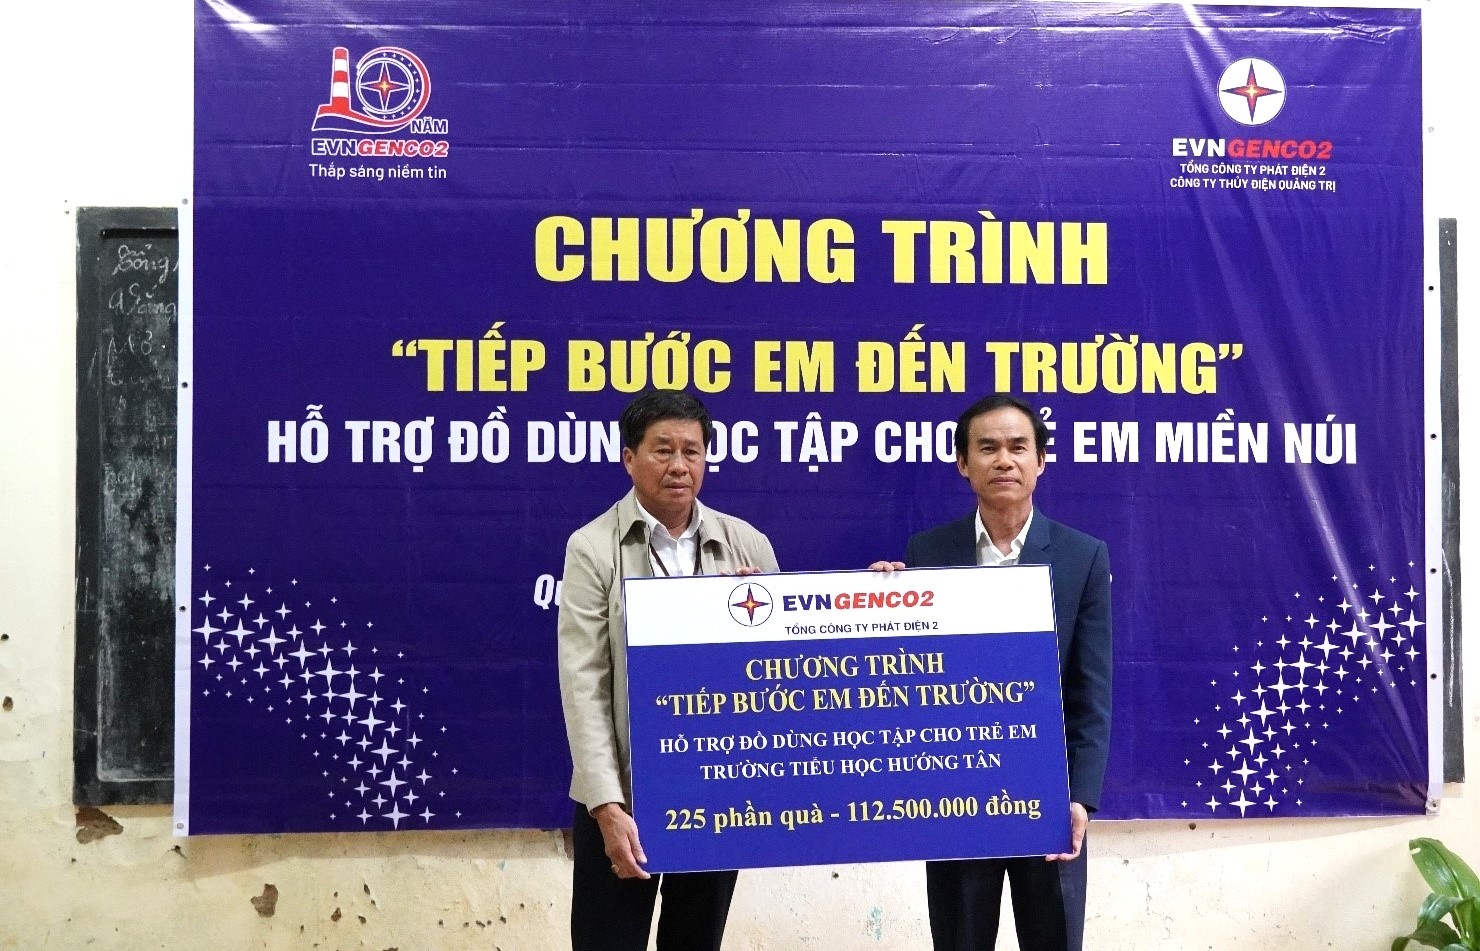 NĂM
EVNGENCO2
Thắp sáng niềm tin
EVNGENCO2
TỔNG CÔNG TY PHÁT ĐIỆN 2
CÔNG TY THỦY ĐIỆN QUẢNG TRỊ
CHƯƠNG TRÌNH
“TIẾP BƯỚC EM ĐẾN TRƯỜNG”
HỖ TRỢ ĐỒ DÙNG HỌC TẬP CHO TRẺ EM MIỀN NÚI
EVNGENCO2
TỔNG CÔNG TY PHÁT ĐIỆN 2
CHƯƠNG TRÌNH
“TIẾP BƯỚC EM ĐẾN TRƯỜNG”
HỖ TRỢ ĐỒ DÙNG HỌC TẬP CHO TRẺ EM
TRƯỜNG TIỂU HỌC HƯỚNG TÂN
225 phần quà - 112.500.000 đồng